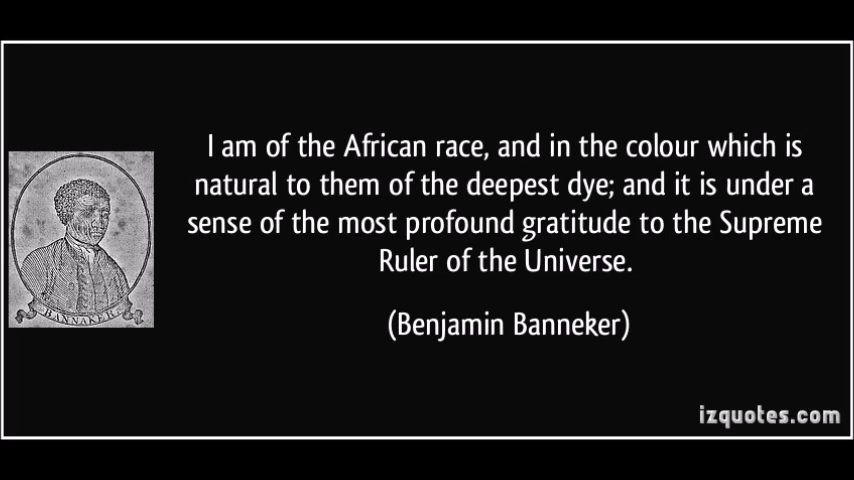 I am of the African race, and in the colour which is
natural to them of the deepest dye; and it is under a
sense of the most profound gratitude to the Supreme
Ruler of the Universe.
(Benjamin Banneker)
BANNAKER
izquotes.com